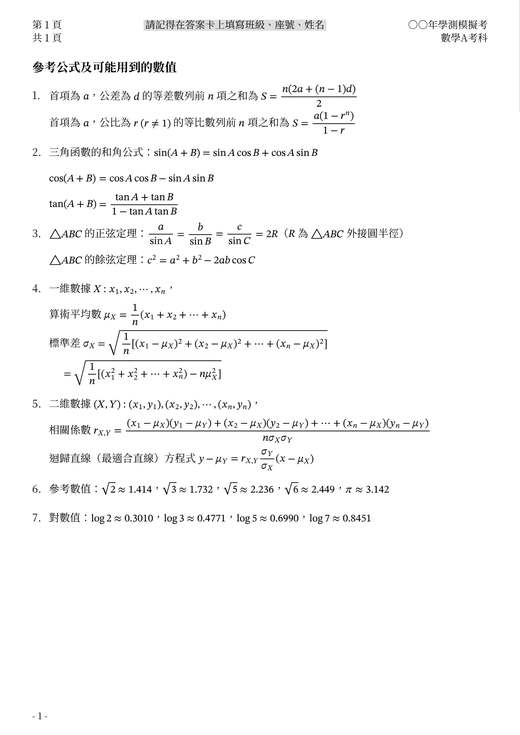 第 1 頁
共 1 頁
請記得在答案卡上填寫班級、座號、姓名
〇〇年學測模擬考
數學A考科
參考公式及可能用到的數值
1. 首項為 a，公差為 d 的等差數列前 n 項之和為 S = n(2a + (n − 1)d) / 2
首項為 a，公比為 r (r ≠ 1) 的等比數列前 n 項之和為 S = a(1 − rⁿ) / (1 − r)
2. 三角函數的和角公式：sin(A + B) = sin A cos B + cos A sin B
cos(A + B) = cos A cos B − sin A sin B
tan(A + B) = (tan A + tan B) / (1 − tan A tan B)
3. △ABC 的正弦定理：a / sin A = b / sin B = c / sin C = 2R（R 為 △ABC 外接圓半徑）
△ABC 的餘弦定理：c² = a² + b² − 2ab cos C
4. 一維數據 X : x₁, x₂, ⋯ , xₙ，
算術平均數 μ_X = 1/n (x₁ + x₂ + ⋯ + xₙ)
標準差 σ_X = √(1/n [(x₁ − μ_X)² + (x₂ − μ_X)² + ⋯ + (xₙ − μ_X)²])
= √(1/n [(x₁² + x₂² + ⋯ + xₙ²) − nμ_X²])
5. 二維數據 (X, Y) : (x₁, y₁), (x₂, y₂), ⋯ , (xₙ, yₙ)，
相關係數 r_{X,Y} = ((x₁ − μ_X)(y₁ − μ_Y) + (x₂ − μ_X)(y₂ − μ_Y) + ⋯ + (xₙ − μ_X)(yₙ − μ_Y)) / (nσ_Xσ_Y)
迴歸直線（最適合直線）方程式 y − μ_Y = r_{X,Y} σ_Y/σ_X (x − μ_X)
6. 參考數值：√2 ≈ 1.414，√3 ≈ 1.732，√5 ≈ 2.236，√6 ≈ 2.449，π ≈ 3.142
7. 對數值：log 2 ≈ 0.3010，log 3 ≈ 0.4771，log 5 ≈ 0.6990，log 7 ≈ 0.8451
- 1 -